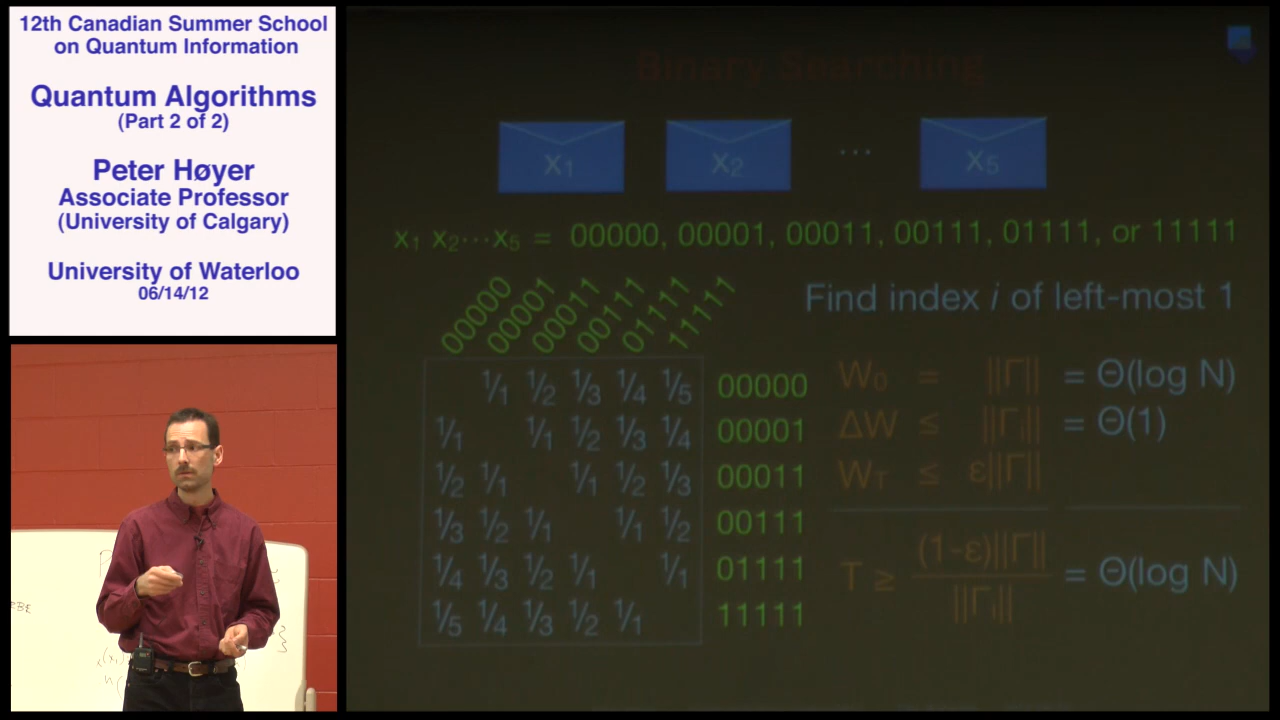 12th Canadian Summer School
on Quantum Information
Quantum Algorithms
(Part 2 of 2)
Peter Høyer
Associate Professor
(University of Calgary)
University of Waterloo
06/14/12
Binary Searching
x₁ x₂ ... x₅
x₁ x₂⋯x₅ = 00000, 00001, 00011, 00111, 01111, or 11111
Find index i of left-most 1
00000 00001 00011 00111 01111 11111
1/1 1/2 1/3 1/4 1/5 00000
1/1 1/1 1/2 1/3 1/4 00001
1/2 1/1 1/1 1/2 1/3 00011
1/3 1/2 1/1 1/1 1/2 00111
1/4 1/3 1/2 1/1 1/1 01111
1/5 1/4 1/3 1/2 1/1 11111
W₀ = ||Γ|| = Θ(log N)
ΔW ≤ ||Γᵢ|| = Θ(1)
W_T ≤ ε||Γ||
T ≥ (1-ε)||Γ|| / ||Γᵢ|| = Θ(log N)